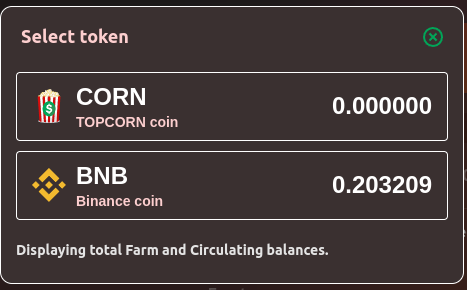 Select token
CORN
TOPCORN coin
0.000000
BNB
Binance coin
0.203209
Displaying total Farm and Circulating balances.